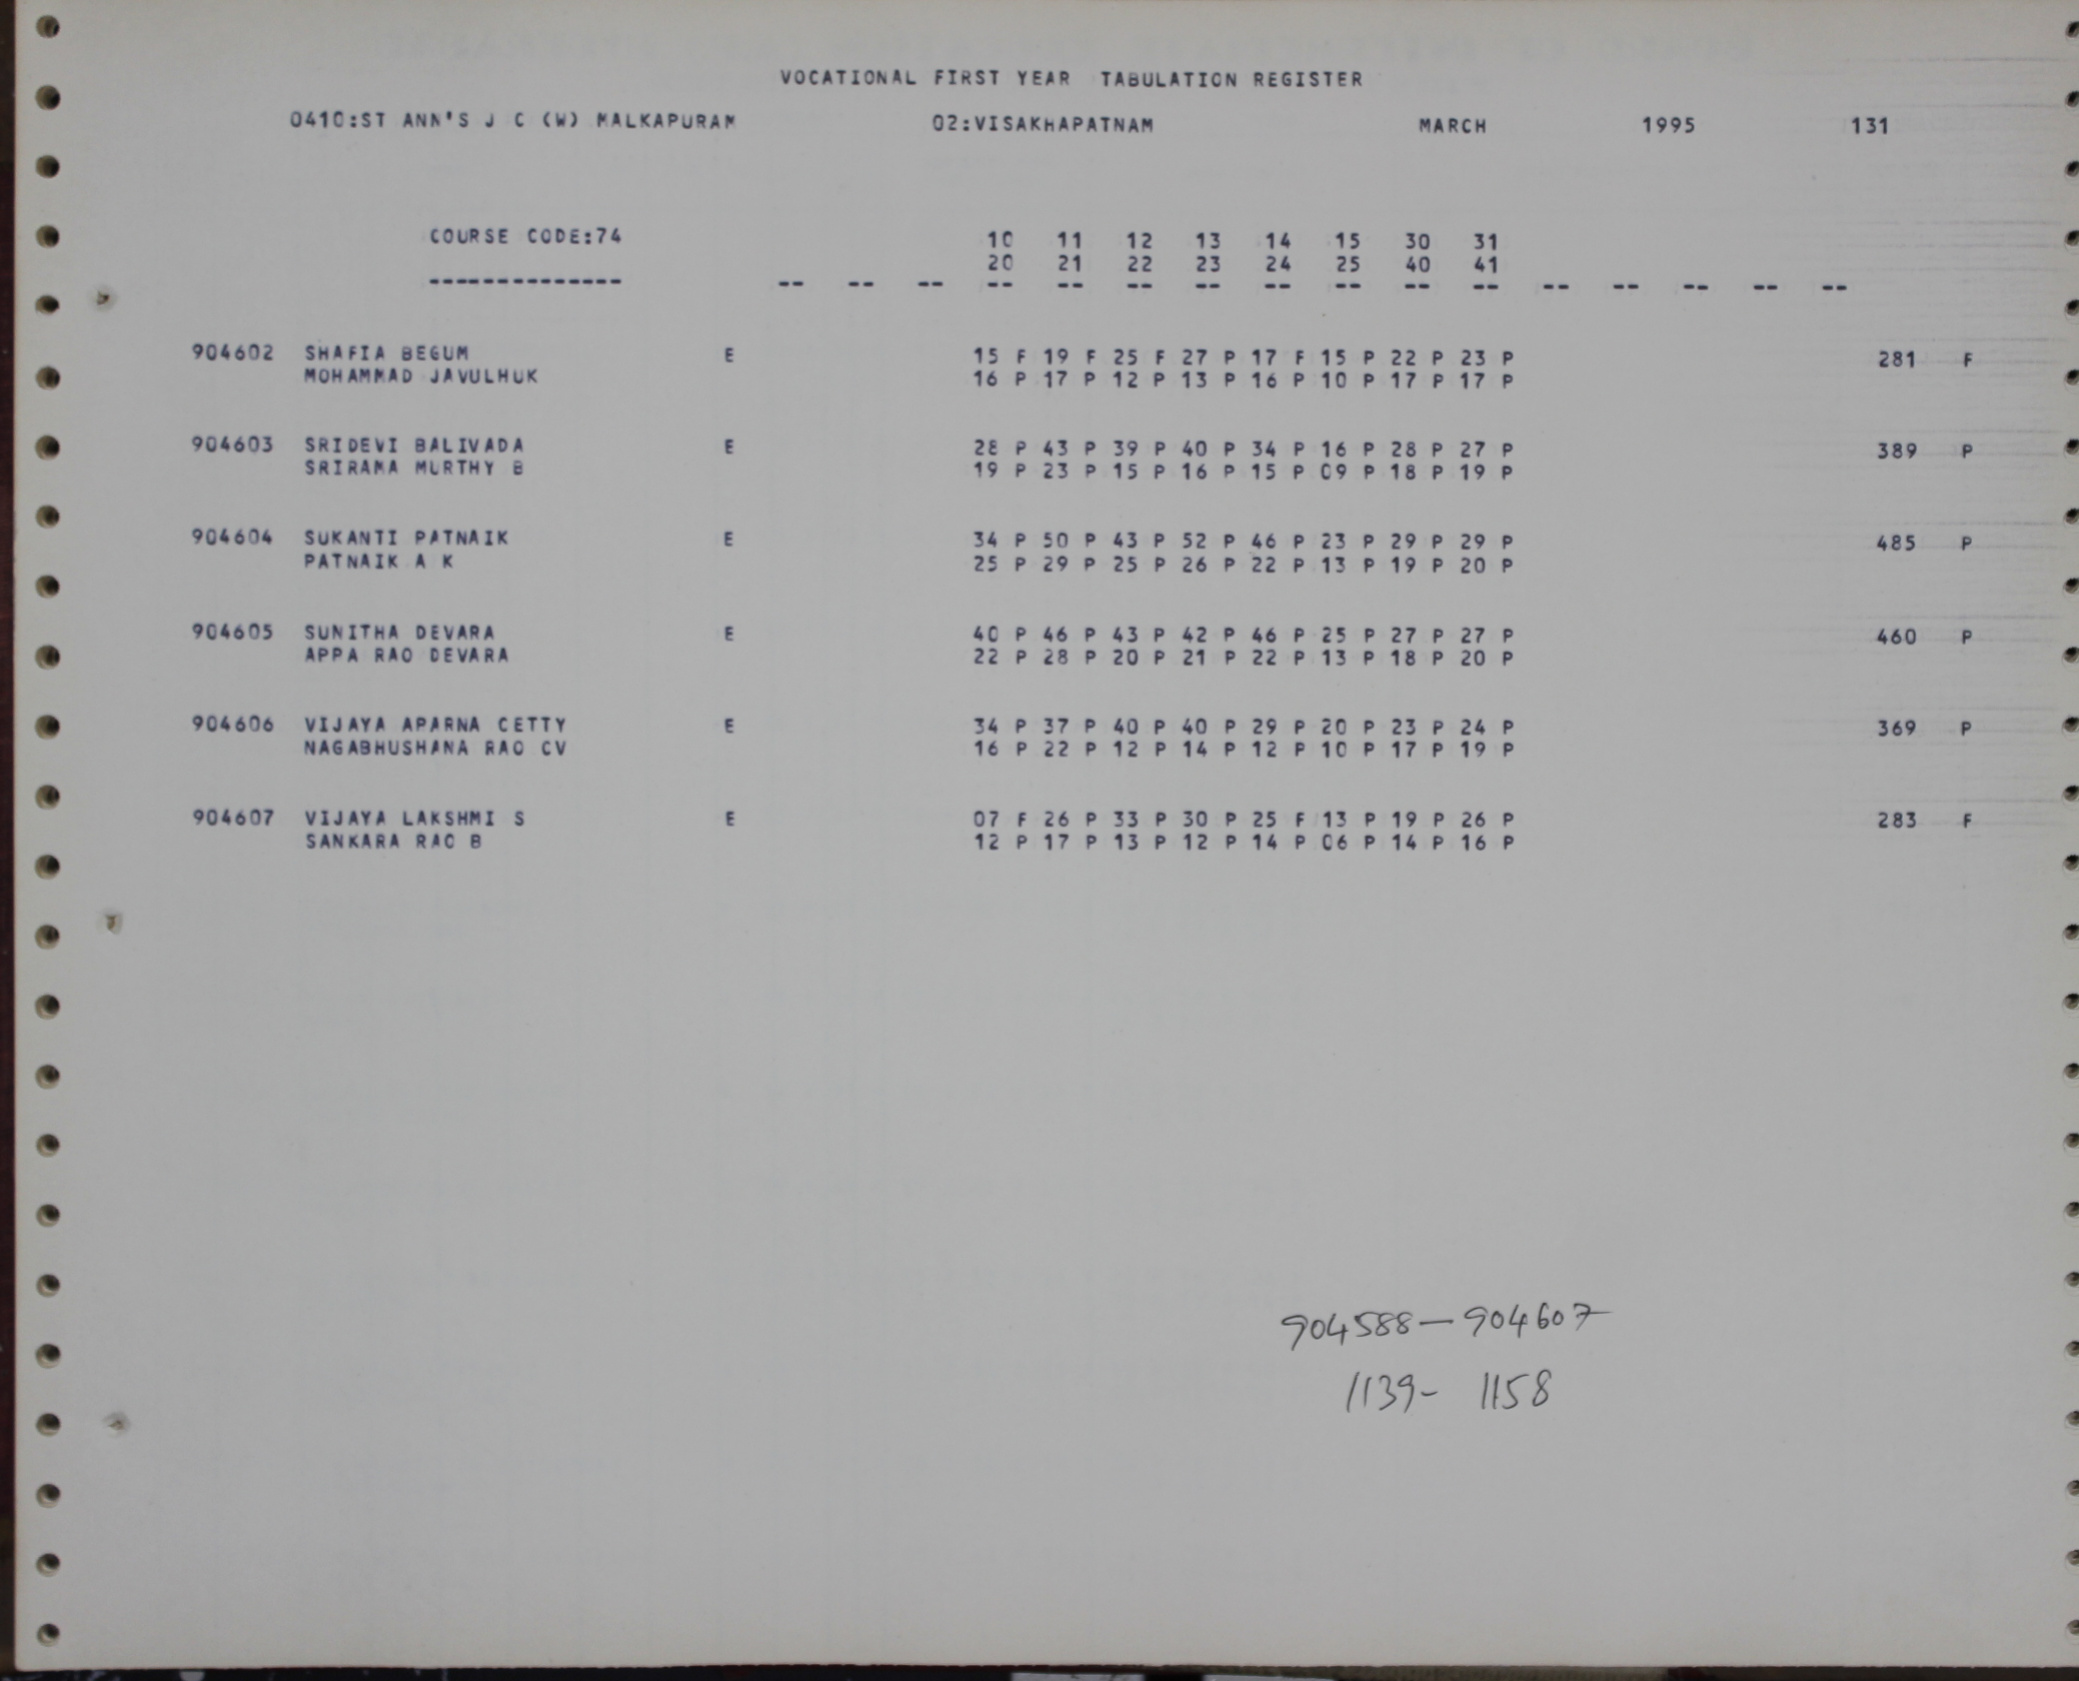 VOCATIONAL FIRST YEAR TABULATION REGISTER
0410:ST ANN'S J C (W) MALKAPURAM 02:VISAKHAPATNAM MARCH 1995 131
COURSE CODE:74 10 11 12 13 14 15 30 31
20 21 22 23 24 25 40 41
-------------- -- -- -- -- -- -- -- -- -- -- -- -- -- -- -- --
904602 SHAFIA BEGUM E 15 F 19 F 25 F 27 P 17 F 15 P 22 P 23 P 281 F
MOHAMMAD JAVULHUK 16 P 17 P 12 P 13 P 16 P 10 P 17 P 17 P
904603 SRIDEVI BALIVADA E 28 P 43 P 39 P 40 P 34 P 16 P 28 P 27 P 389 P
SRIRAMA MURTHY B 19 P 23 P 15 P 16 P 15 P 09 P 18 P 19 P
904604 SUKANTI PATNAIK E 34 P 50 P 43 P 52 P 46 P 23 P 29 P 29 P 485 P
PATNAIK A K 25 P 29 P 25 P 26 P 22 P 13 P 19 P 20 P
904605 SUNITHA DEVARA E 40 P 46 P 43 P 42 P 46 P 25 P 27 P 27 P 460 P
APPA RAO DEVARA 22 P 28 P 20 P 21 P 22 P 13 P 18 P 20 P
904606 VIJAYA APARNA CETTY E 34 P 37 P 40 P 40 P 29 P 20 P 23 P 24 P 369 P
NAGABHUSHANA RAO CV 16 P 22 P 12 P 14 P 12 P 10 P 17 P 19 P
904607 VIJAYA LAKSHMI S E 07 F 26 P 33 P 30 P 25 F 13 P 19 P 26 P 283 F
SANKARA RAO B 12 P 17 P 13 P 12 P 14 P 06 P 14 P 16 P
904588-904607
1139- 1158